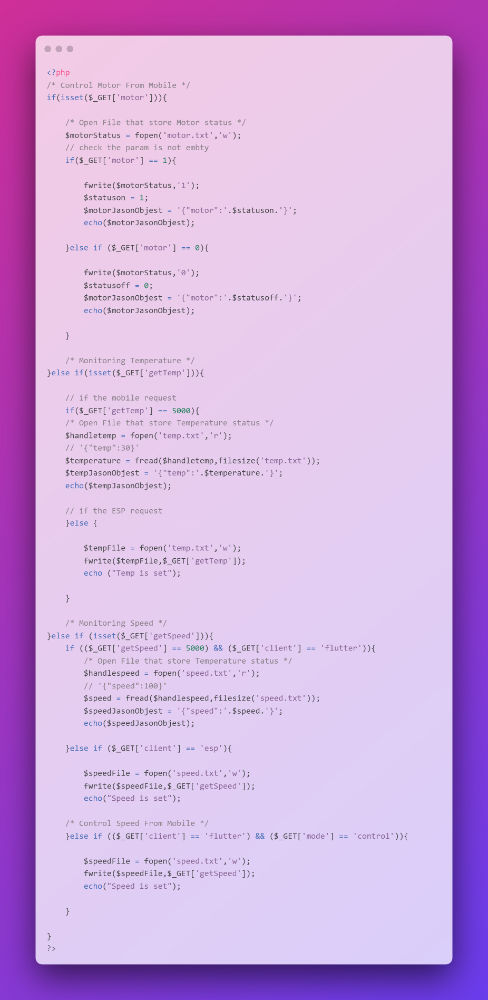 <?php
/* Control Motor From Mobile */
if(isset($_GET['motor'])){
    /* Open File that store Motor status */
    $motorStatus = fopen('motor.txt','w');
    // check the param is not embty
    if($_GET['motor'] == 1){
        fwrite($motorStatus,'1');
        $statuson = 1;
        $motorJasonObjest = '{"motor":'.$statuson.'}';
        echo($motorJasonObjest);
    }else if ($_GET['motor'] == 0){
        fwrite($motorStatus,'0');
        $statusoff = 0;
        $motorJasonObjest = '{"motor":'.$statusoff.'}';
        echo($motorJasonObjest);
    }
    /* Monitoring Temperature */
}else if(isset($_GET['getTemp'])){
    // if the mobile request
    if($_GET['getTemp'] == 5000){
    /* Open File that store Temperature status */
    $handletemp = fopen('temp.txt','r');
    // '{"temp":30}'
    $temperature = fread($handletemp,filesize('temp.txt'));
    $tempJasonObjest = '{"temp":'.$temperature.'}';
    echo($tempJasonObjest);
    // if the ESP request
    }else {
        $tempFile = fopen('temp.txt','w');
        fwrite($tempFile,$_GET['getTemp']);
        echo ("Temp is set");
    }
    /* Monitoring Speed */
}else if (isset($_GET['getSpeed'])){
    if (($_GET['getSpeed'] == 5000) && ($_GET['client'] == 'flutter')){
        /* Open File that store Temperature status */
        $handlespeed = fopen('speed.txt','r');
        // '{"speed":100}'
        $speed = fread($handlespeed,filesize('speed.txt'));
        $speedJasonObjest = '{"speed":'.$speed.'}';
        echo($speedJasonObjest);
    }else if ($_GET['client'] == 'esp'){
        $speedFile = fopen('speed.txt','w');
        fwrite($speedFile,$_GET['getSpeed']);
        echo("Speed is set");
    /* Control Speed From Mobile */
    }else if (($_GET['client'] == 'flutter') && ($_GET['mode'] == 'control')){
        $speedFile = fopen('speed.txt','w');
        fwrite($speedFile,$_GET['getSpeed']);
        echo("Speed is set");
    }
}
?>